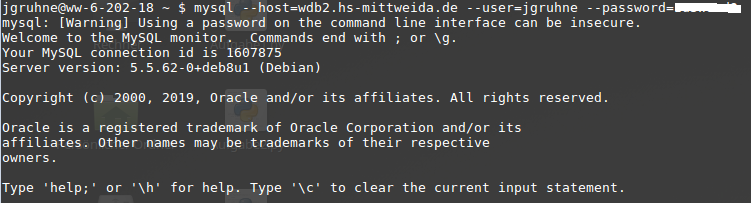 jgruhne@ww-6-202-18 ~ $ mysql --host=wdb2.hs-mittweida.de --user=jgruhne --password=
mysql: [Warning] Using a password on the command line interface can be insecure.
Welcome to the MySQL monitor.  Commands end with ; or \g.
Your MySQL connection id is 1607875
Server version: 5.5.62-0+deb8u1 (Debian)
Copyright (c) 2000, 2019, Oracle and/or its affiliates. All rights reserved.
Oracle is a registered trademark of Oracle Corporation and/or its
affiliates. Other names may be trademarks of their respective
owners.
Type 'help;' or '\h' for help. Type '\c' to clear the current input statement.